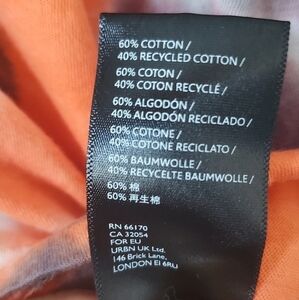 60% COTTON /
40% RECYCLED COTTON /
60% COTON /
40% COTON RECYCLÉ /
60% ALGODÓN /
40% ALGODÓN RECICLADO /
60% COTONE /
40% COTONE RICICLATO /
60% BAUMWOLLE /
40% RECYCELTE BAUMWOLLE /
60% 棉
60% 再生棉
RN 66170
CA 32054
FOR EU
URBN UK Ltd.
146 Brick Lane,
LONDON E1 6RU